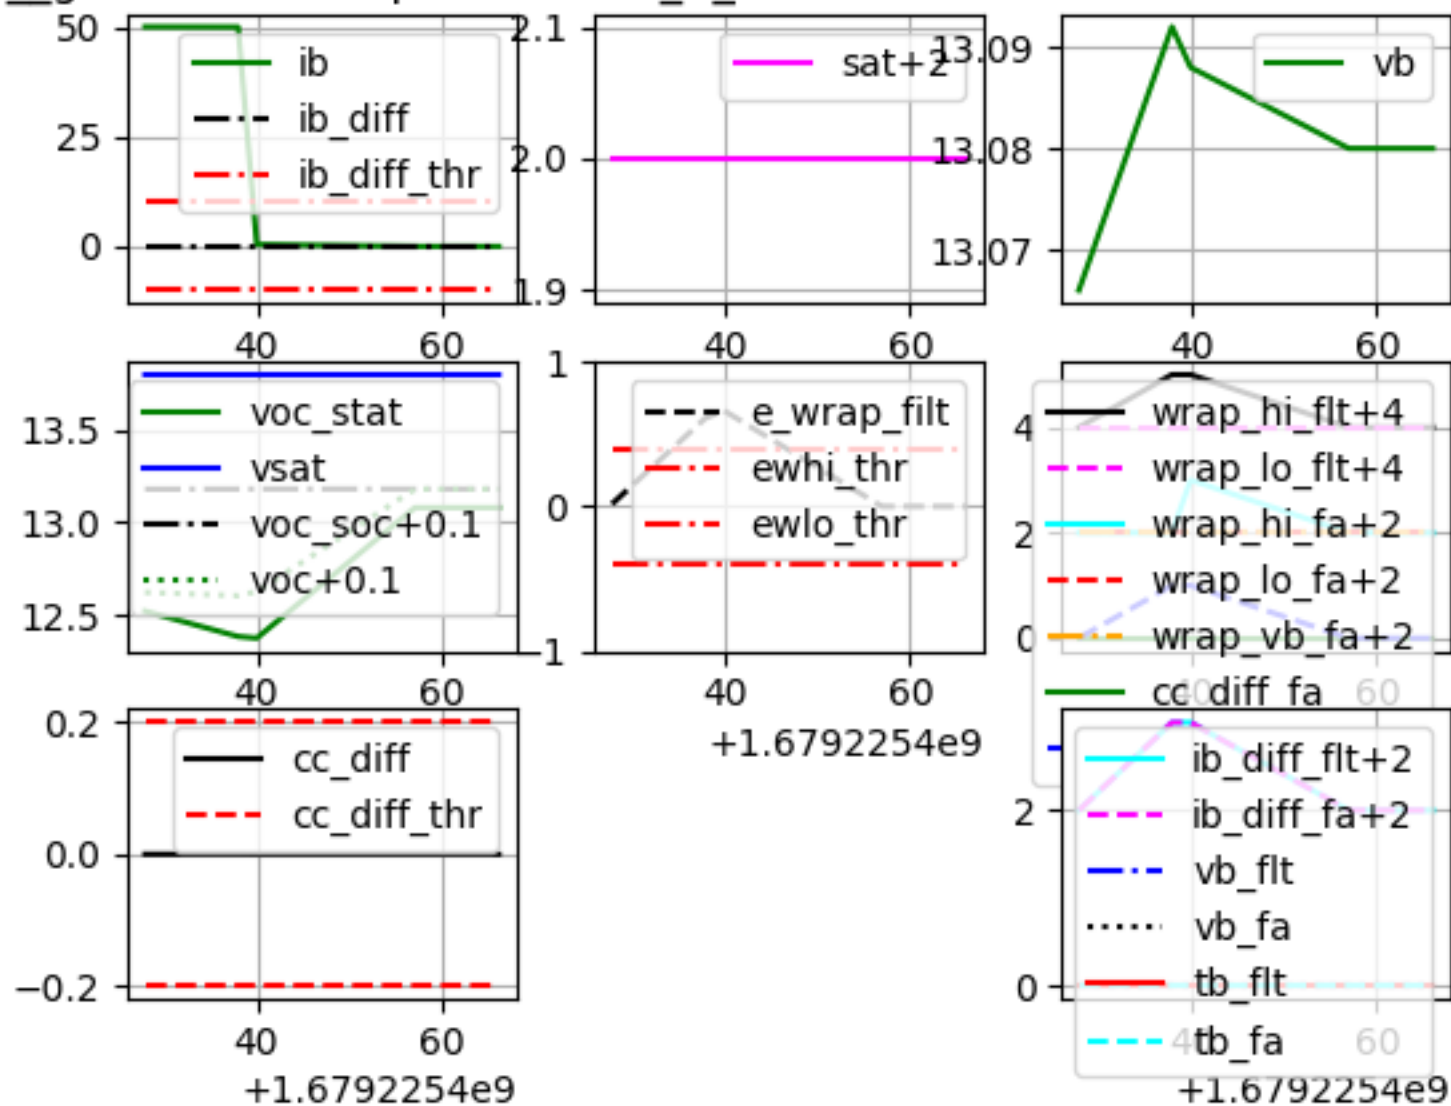 50
25
0
ib
ib_diff
ib_diff_thr
40
60
2.1
2.0
1.9
sat+2
40
60
13.09
13.08
13.07
vb
40
60
13.5
13.0
12.5
voc_stat
vsat
voc_soc+0.1
voc+0.1
40
60
1
0
−1
e_wrap_filt
ewhi_thr
ewlo_thr
40
60
+1.6792254e9
4
2
0
wrap_hi_flt+4
wrap_lo_flt+4
wrap_hi_fa+2
wrap_lo_fa+2
wrap_vb_fa+2
cc_diff_fa
40
60
0.2
0.0
−0.2
cc_diff
cc_diff_thr
40
60
+1.6792254e9
2
0
ib_diff_flt+2
ib_diff_fa+2
vb_flt
vb_fa
tb_flt
tb_fa
40
60
+1.6792254e9